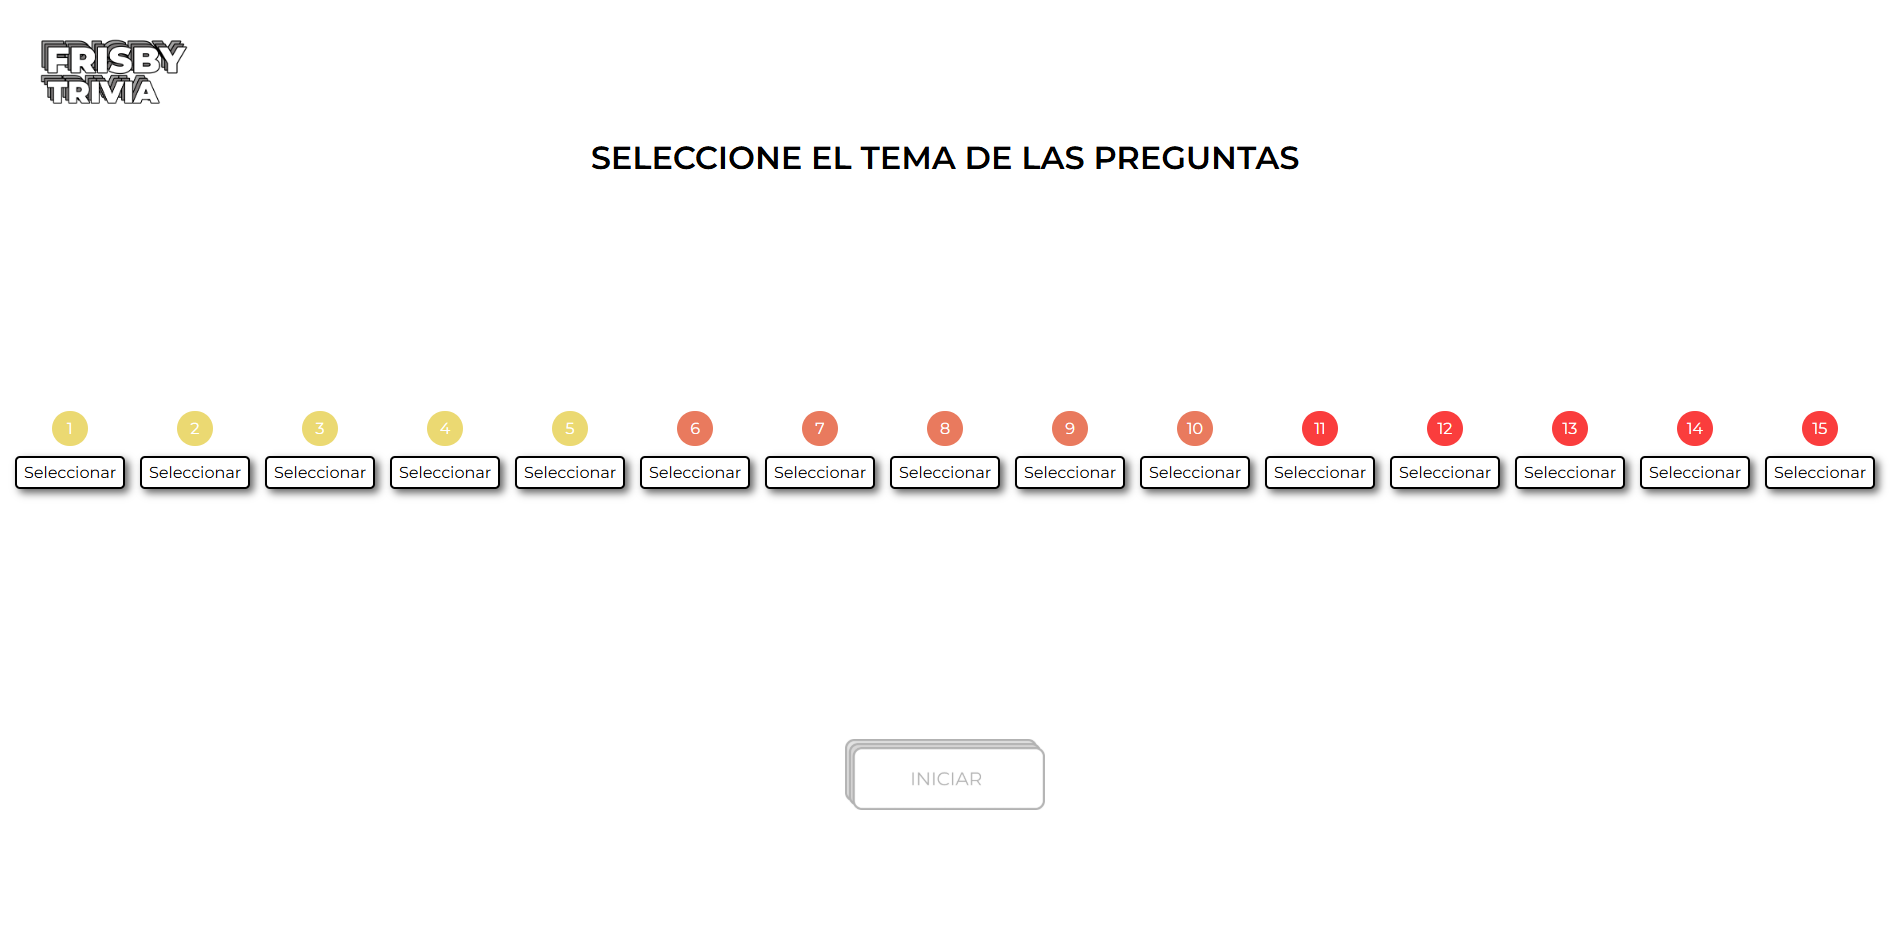 FRISBY
TRIVIA
SELECCIONE EL TEMA DE LAS PREGUNTAS
1 2 3 4 5 6 7 8 9 10 11 12 13 14 15
Seleccionar Seleccionar Seleccionar Seleccionar Seleccionar Seleccionar Seleccionar Seleccionar Seleccionar Seleccionar Seleccionar Seleccionar Seleccionar Seleccionar Seleccionar
INICIAR